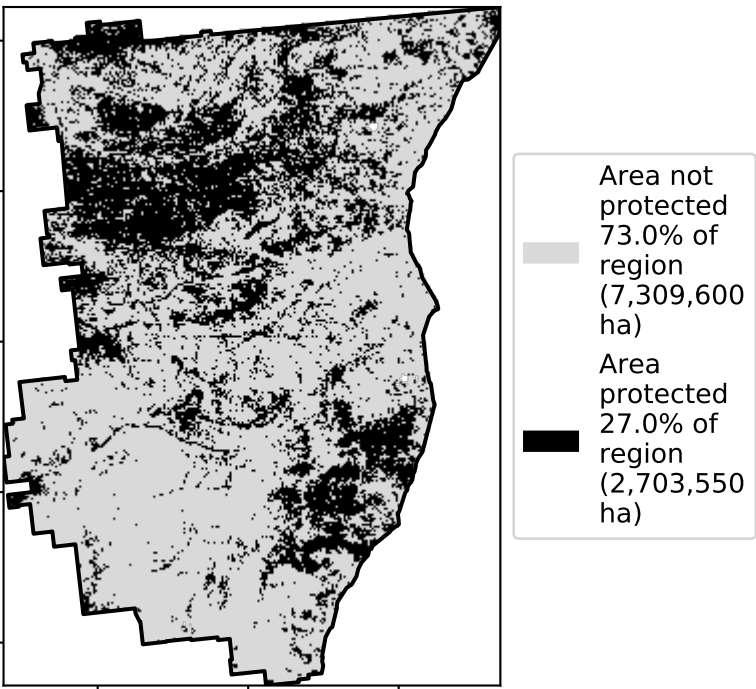 Area not
protected
73.0% of
region
(7,309,600
ha)
Area
protected
27.0% of
region
(2,703,550
ha)